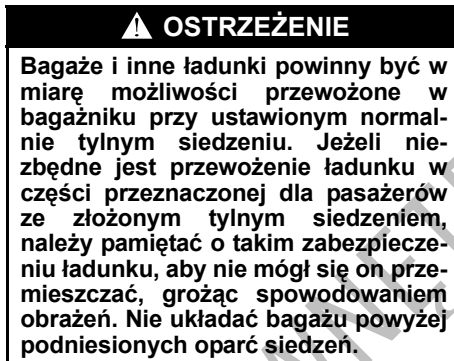 OSTRZEŻENIE
Bagaże i inne ładunki powinny być w
miarę możliwości przewożone w
bagażniku przy ustawionym normal-
nie tylnym siedzeniu. Jeżeli nie-
zbędne jest przewożenie ładunku w
części przeznaczonej dla pasażerów
ze złożonym tylnym siedzeniem,
należy pamiętać o takim zabezpiecze-
niu ładunku, aby nie mógł się on prze-
mieszczać, grożąc spowodowaniem
obrażeń. Nie układać bagażu powyżej
podniesionych oparć siedzeń.